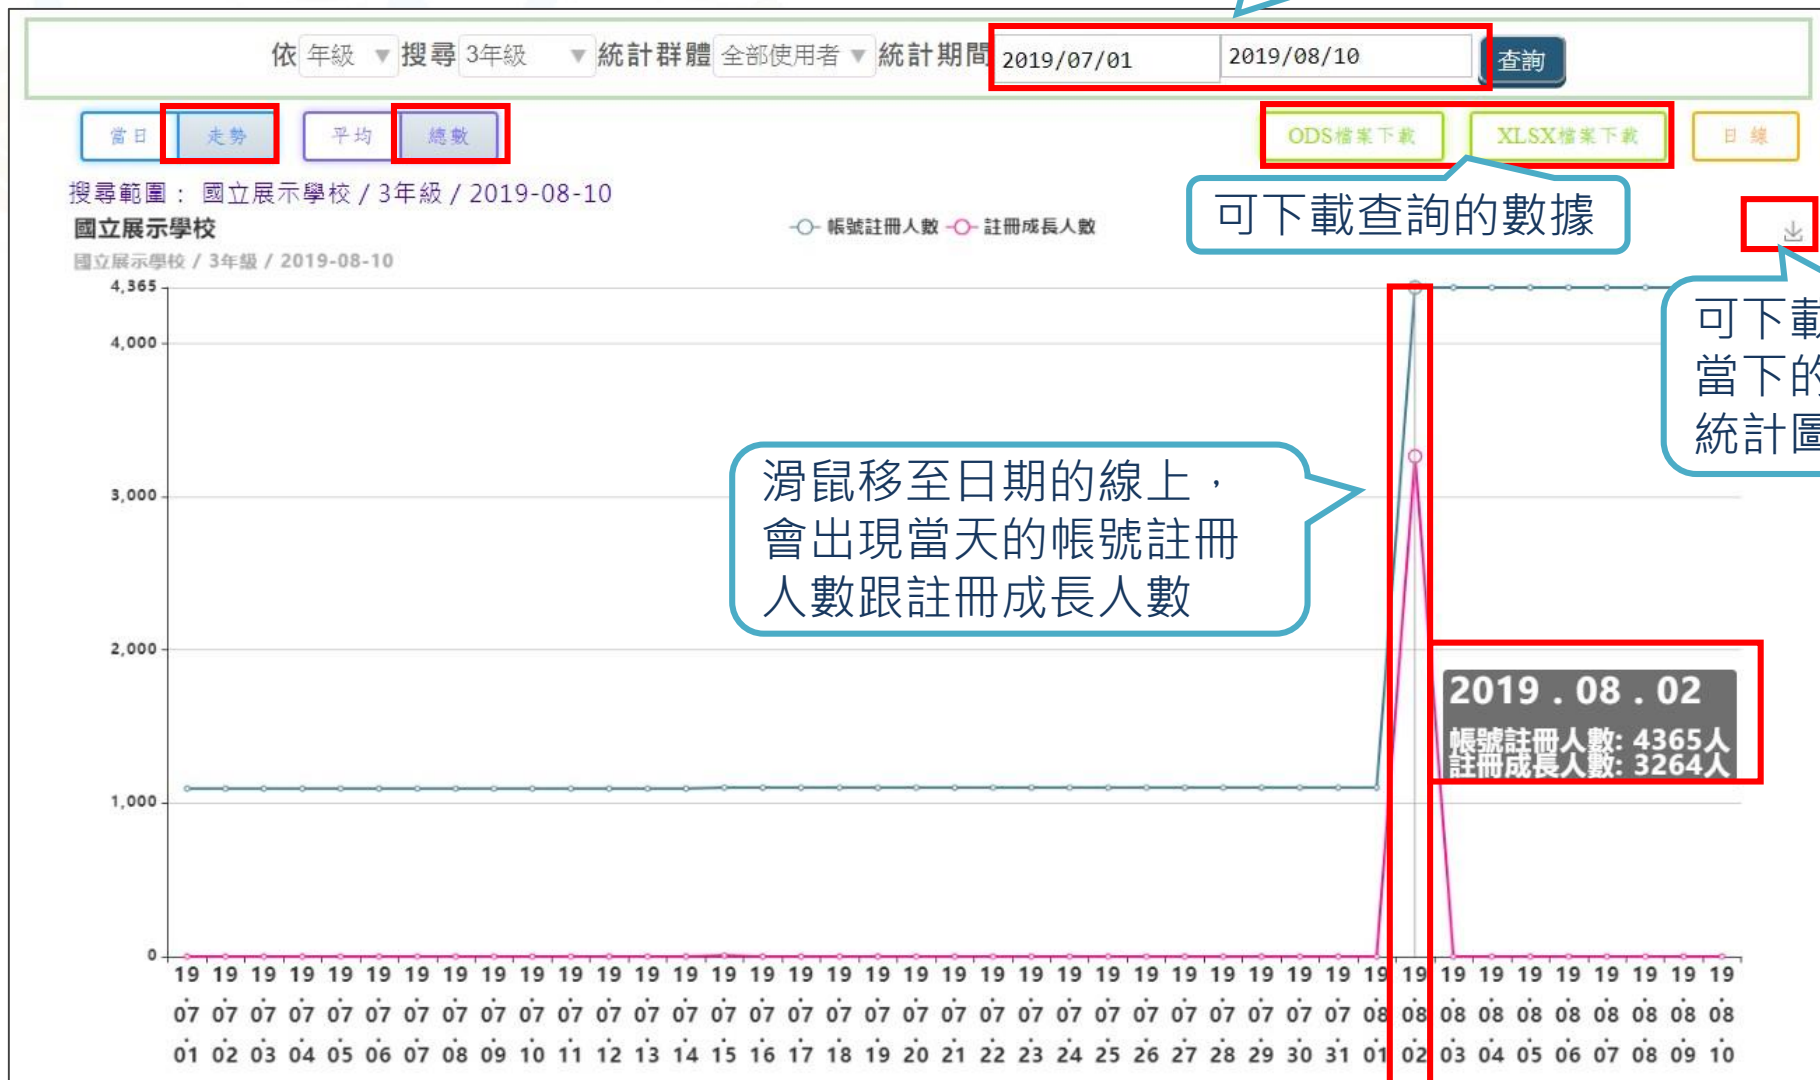 依 年級 ▼ 搜尋 3年級 ▼ 統計群體 全部使用者 ▼ 統計期間 2019/07/01 2019/08/10 查詢
當日 走勢 平均 總數 ODS檔案下載 XLSX檔案下載 日線
搜尋範圍： 國立展示學校 / 3年級 / 2019-08-10
可下載查詢的數據
國立展示學校
帳號註冊人數 註冊成長人數
國立展示學校 / 3年級 / 2019-08-10
可下載
當下的
統計圖
4,365
4,000
3,000
2,000
1,000
0
滑鼠移至日期的線上，
會出現當天的帳號註冊
人數跟註冊成長人數
2019 . 08 . 02
帳號註冊人數: 4365人
註冊成長人數: 3264人
19 19 19 19 19 19 19 19 19 19 19 19 19 19 19 19 19 19 19 19 19 19 19 19 19 19 19 19 19 19 19 19 19 19 19 19 19 19 19 19 19
. . . . . . . . . . . . . . . . . . . . . . . . . . . . . . . . . . . . . . . . .
07 07 07 07 07 07 07 07 07 07 07 07 07 07 07 07 07 07 07 07 07 07 07 07 07 07 07 07 07 07 07 08 08 08 08 08 08 08 08 08 08
. . . . . . . . . . . . . . . . . . . . . . . . . . . . . . . . . . . . . . . . .
01 02 03 04 05 06 07 08 09 10 11 12 13 14 15 16 17 18 19 20 21 22 23 24 25 26 27 28 29 30 31 01 02 03 04 05 06 07 08 09 10